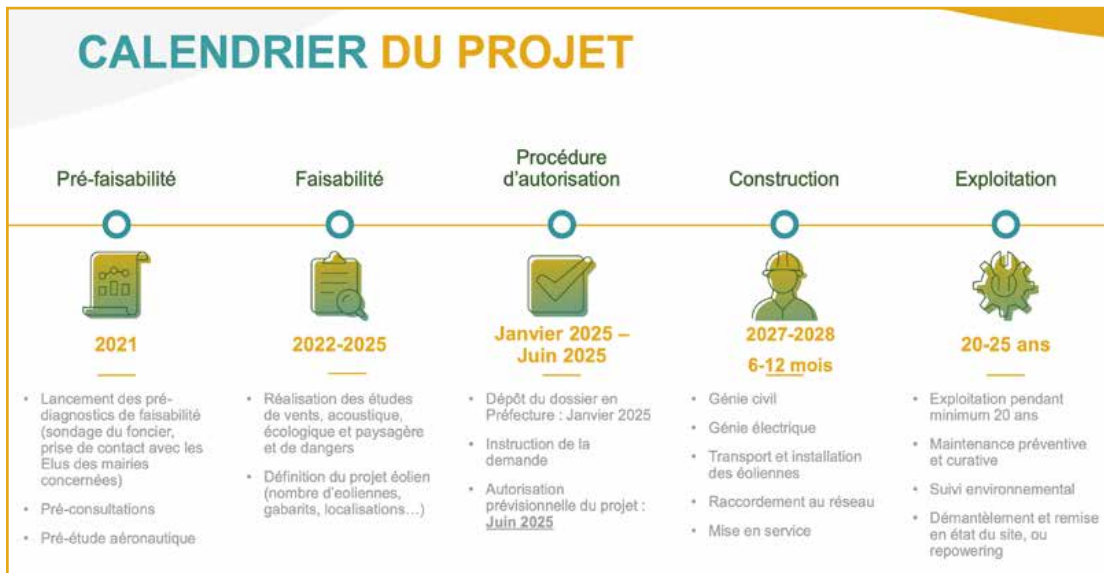 CALENDRIER DU PROJET
Pré-faisabilité
2021
• Lancement des pré-
diagnostics de faisabilité
(sondage du foncier,
prise de contact avec les
Elus des mairies
concernées)
• Pré-consultations
• Pré-étude aéronautique
Faisabilité
2022-2025
• Réalisation des études
de vents, acoustique,
écologique et paysagère
et de dangers
• Définition du projet éolien
(nombre d'eoliennes,
gabarits, localisations…)
Procédure
d'autorisation
Janvier 2025 –
Juin 2025
• Dépôt du dossier en
Préfecture : Janvier 2025
• Instruction de la
demande
• Autorisation
prévisionnelle du projet :
Juin 2025
Construction
2027-2028
6-12 mois
• Génie civil
• Génie électrique
• Transport et installation
des éoliennes
• Raccordement au réseau
• Mise en service
Exploitation
20-25 ans
• Exploitation pendant
minimum 20 ans
• Maintenance préventive
et curative
• Suivi environnemental
• Démantèlement et remise
en état du site, ou
repowering